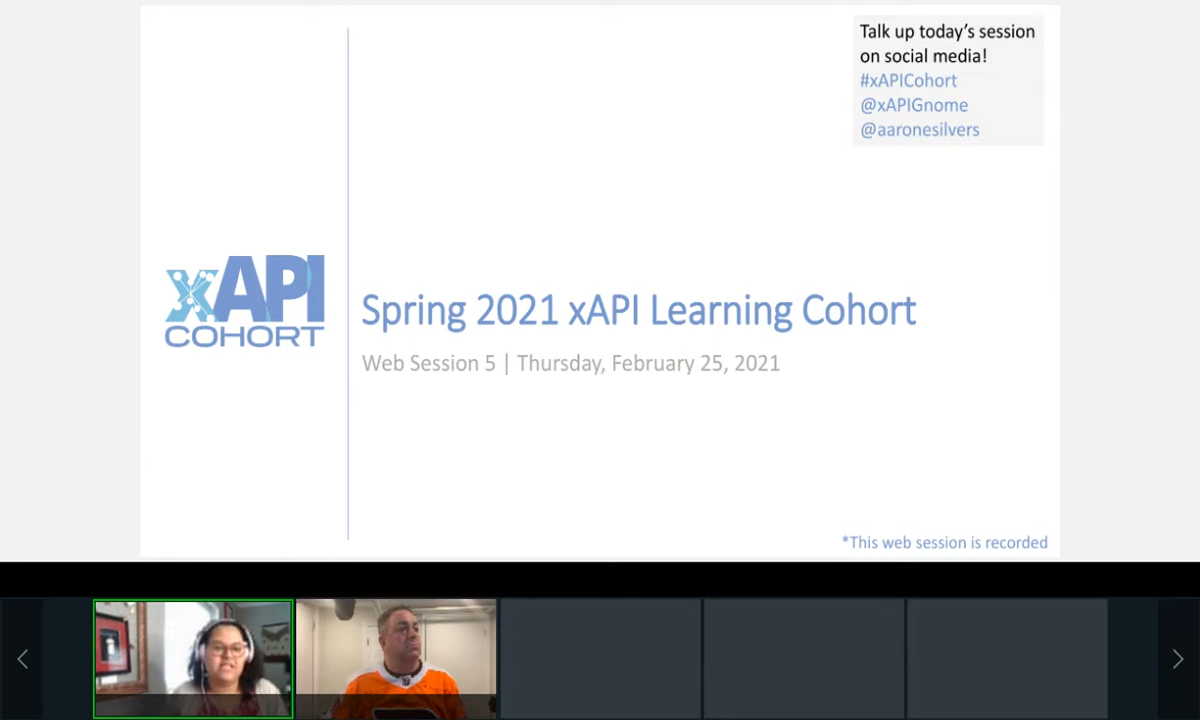 Talk up today's session
on social media!
#xAPICohort
@xAPIGnome
@aaronesilvers
xAPI
COHORT
Spring 2021 xAPI Learning Cohort
Web Session 5 | Thursday, February 25, 2021
*This web session is recorded